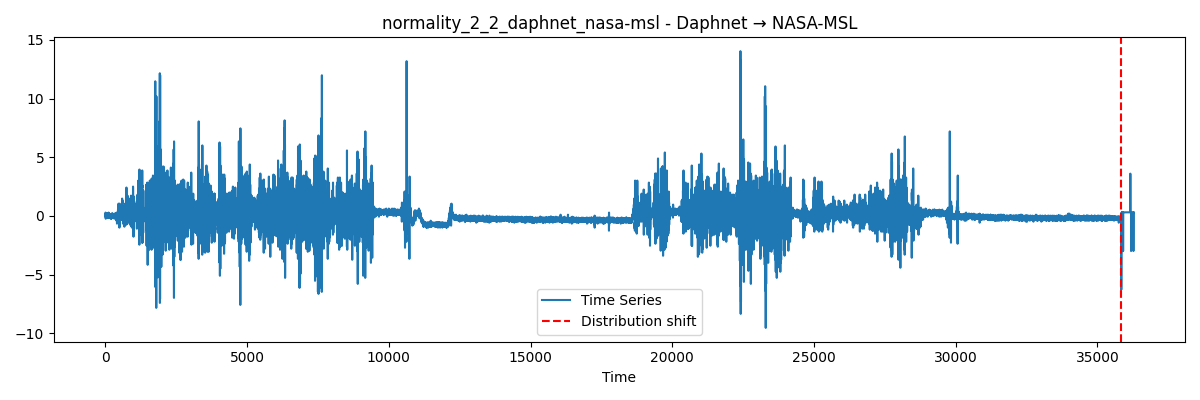 normality_2_2_daphnet_nasa-msl - Daphnet → NASA-MSL
15
10
5
0
−5
−10
Time Series
Distribution shift
0 5000 10000 15000 20000 25000 30000 35000
Time